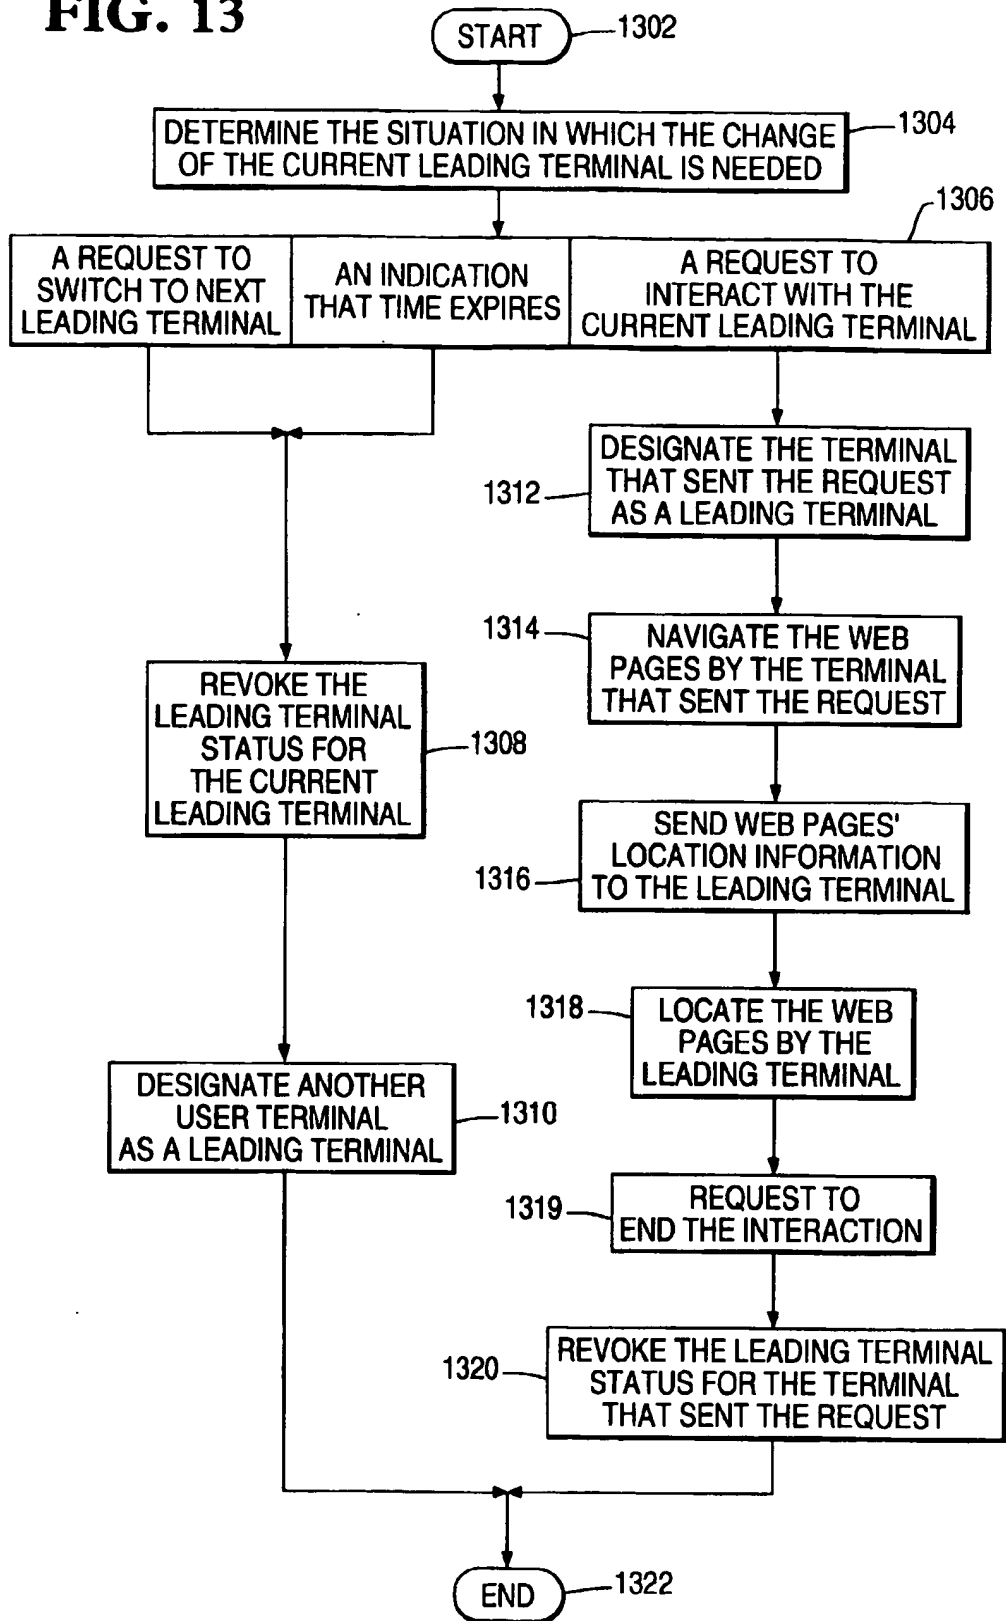 FIG. 13
START
1302
DETERMINE THE SITUATION IN WHICH THE CHANGE
OF THE CURRENT LEADING TERMINAL IS NEEDED
1304
1306
A REQUEST TO
SWITCH TO NEXT
LEADING TERMINAL
AN INDICATION
THAT TIME EXPIRES
A REQUEST TO
INTERACT WITH THE
CURRENT LEADING TERMINAL
DESIGNATE THE TERMINAL
THAT SENT THE REQUEST
AS A LEADING TERMINAL
1312
1314
NAVIGATE THE WEB
PAGES BY THE TERMINAL
THAT SENT THE REQUEST
REVOKE THE
LEADING TERMINAL
STATUS FOR
THE CURRENT
LEADING TERMINAL
1308
SEND WEB PAGES'
LOCATION INFORMATION
TO THE LEADING TERMINAL
1316
1318
LOCATE THE WEB
PAGES BY THE
LEADING TERMINAL
DESIGNATE ANOTHER
USER TERMINAL
AS A LEADING TERMINAL
1310
1319
REQUEST TO
END THE INTERACTION
1320
REVOKE THE LEADING TERMINAL
STATUS FOR THE TERMINAL
THAT SENT THE REQUEST
END
1322